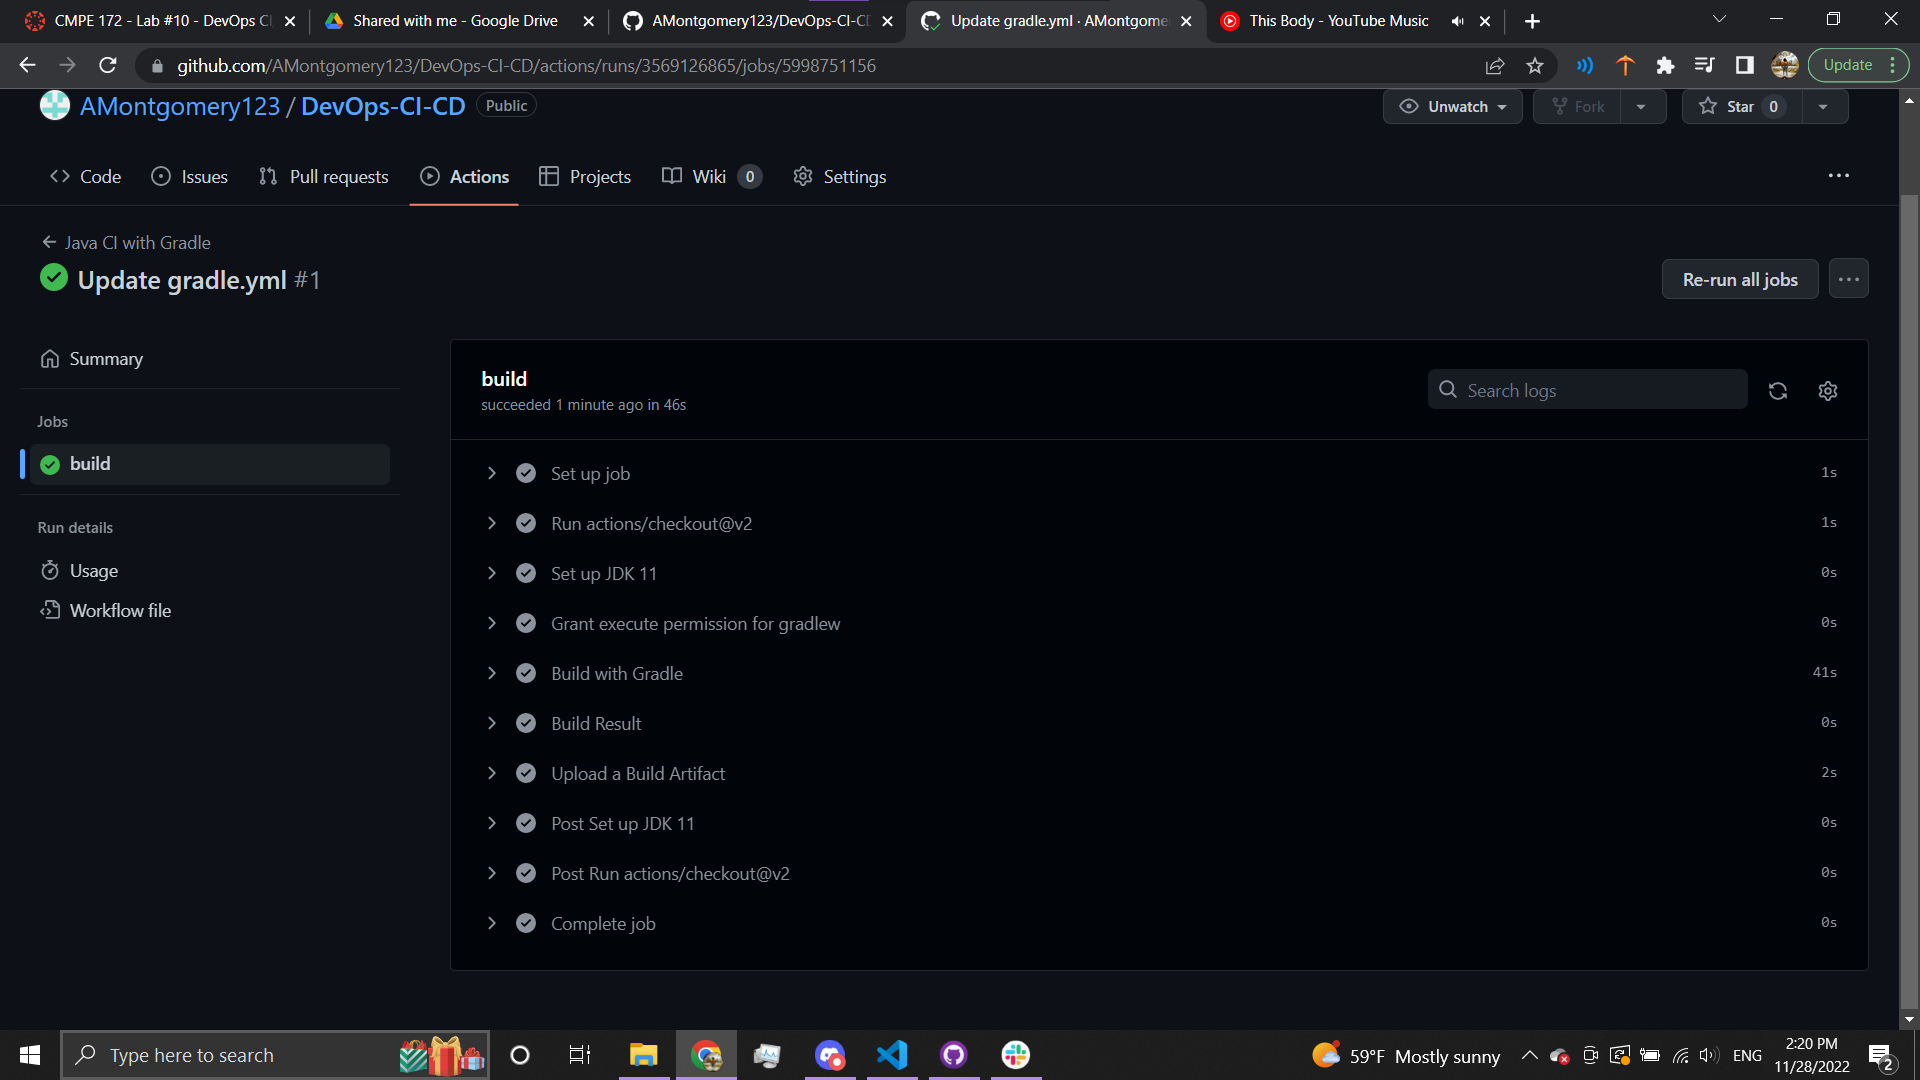 CMPE 172 - Lab #10 - DevOps CI
Shared with me - Google Drive
AMontgomery123/DevOps-CI-CD
Update gradle.yml · AMontgome
This Body - YouTube Music
github.com/AMontgomery123/DevOps-CI-CD/actions/runs/3569126865/jobs/5998751156
Update
AMontgomery123 / DevOps-CI-CD Public
Unwatch
Fork
Star 0
Code
Issues
Pull requests
Actions
Projects
Wiki 0
Settings
Java CI with Gradle
Update gradle.yml #1
Re-run all jobs
Summary
Jobs
build
Run details
Usage
Workflow file
build
succeeded 1 minute ago in 46s
Search logs
Set up job 1s
Run actions/checkout@v2 1s
Set up JDK 11 0s
Grant execute permission for gradlew 0s
Build with Gradle 41s
Build Result 0s
Upload a Build Artifact 2s
Post Set up JDK 11 0s
Post Run actions/checkout@v2 0s
Complete job 0s
Type here to search
59°F Mostly sunny
ENG
2:20 PM
11/28/2022
2